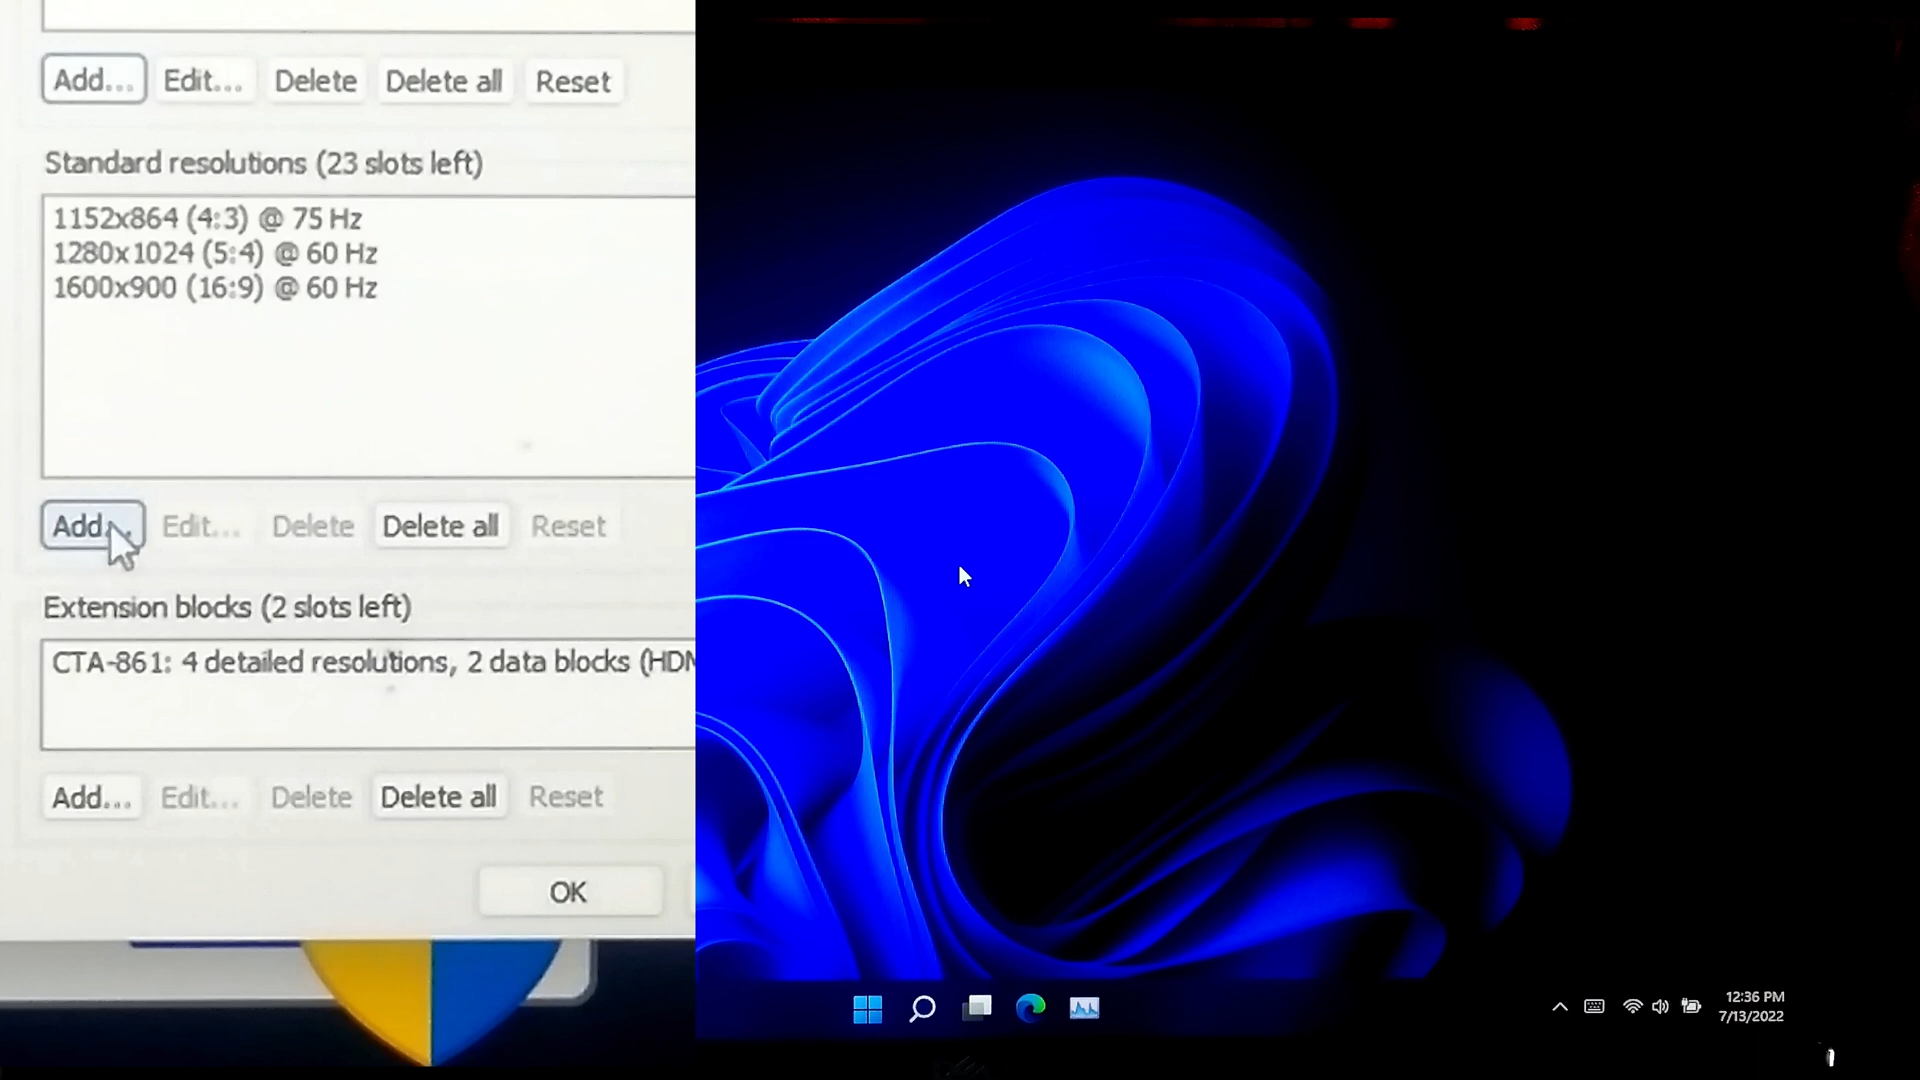 Add... Edit... Delete Delete all Reset
Standard resolutions (23 slots left)
1152x864 (4:3) @ 75 Hz
1280x1024 (5:4) @ 60 Hz
1600x900 (16:9) @ 60 Hz
Add... Edit... Delete Delete all Reset
Extension blocks (2 slots left)
CTA-861: 4 detailed resolutions, 2 data blocks (HDM
Add... Edit... Delete Delete all Reset
OK
12:36 PM
7/13/2022